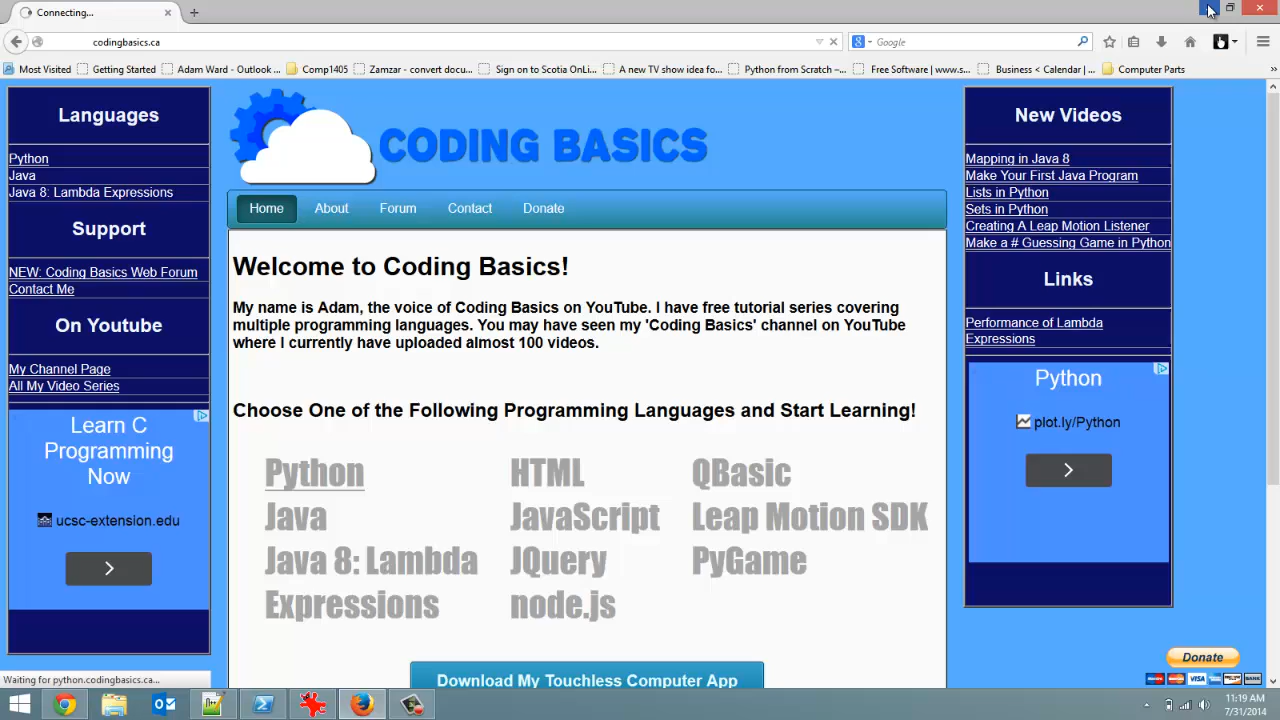 Connecting...
codingbasics.ca
Google
Most Visited
Getting Started
Adam Ward - Outlook ...
Comp1405
Zamzar - convert docu...
Sign on to Scotia OnLi...
A new TV show idea fo...
Python from Scratch –...
Free Software | www.s...
Business < Calendar | ...
Computer Parts
Languages
Python
Java
Java 8: Lambda Expressions
Support
NEW: Coding Basics Web Forum
Contact Me
On Youtube
My Channel Page
All My Video Series
Learn C
Programming
Now
ucsc-extension.edu
CODING BASICS
Home
About
Forum
Contact
Donate
Welcome to Coding Basics!
My name is Adam, the voice of Coding Basics on YouTube. I have free tutorial series covering
multiple programming languages. You may have seen my 'Coding Basics' channel on YouTube
where I currently have uploaded almost 100 videos.
Choose One of the Following Programming Languages and Start Learning!
Python
Java
Java 8: Lambda
Expressions
HTML
JavaScript
JQuery
node.js
QBasic
Leap Motion SDK
PyGame
Download My Touchless Computer App
New Videos
Mapping in Java 8
Make Your First Java Program
Lists in Python
Sets in Python
Creating A Leap Motion Listener
Make a # Guessing Game in Python
Links
Performance of Lambda
Expressions
Python
plot.ly/Python
Donate
VISA
Waiting for python.codingbasics.ca...
11:19 AM
7/31/2014